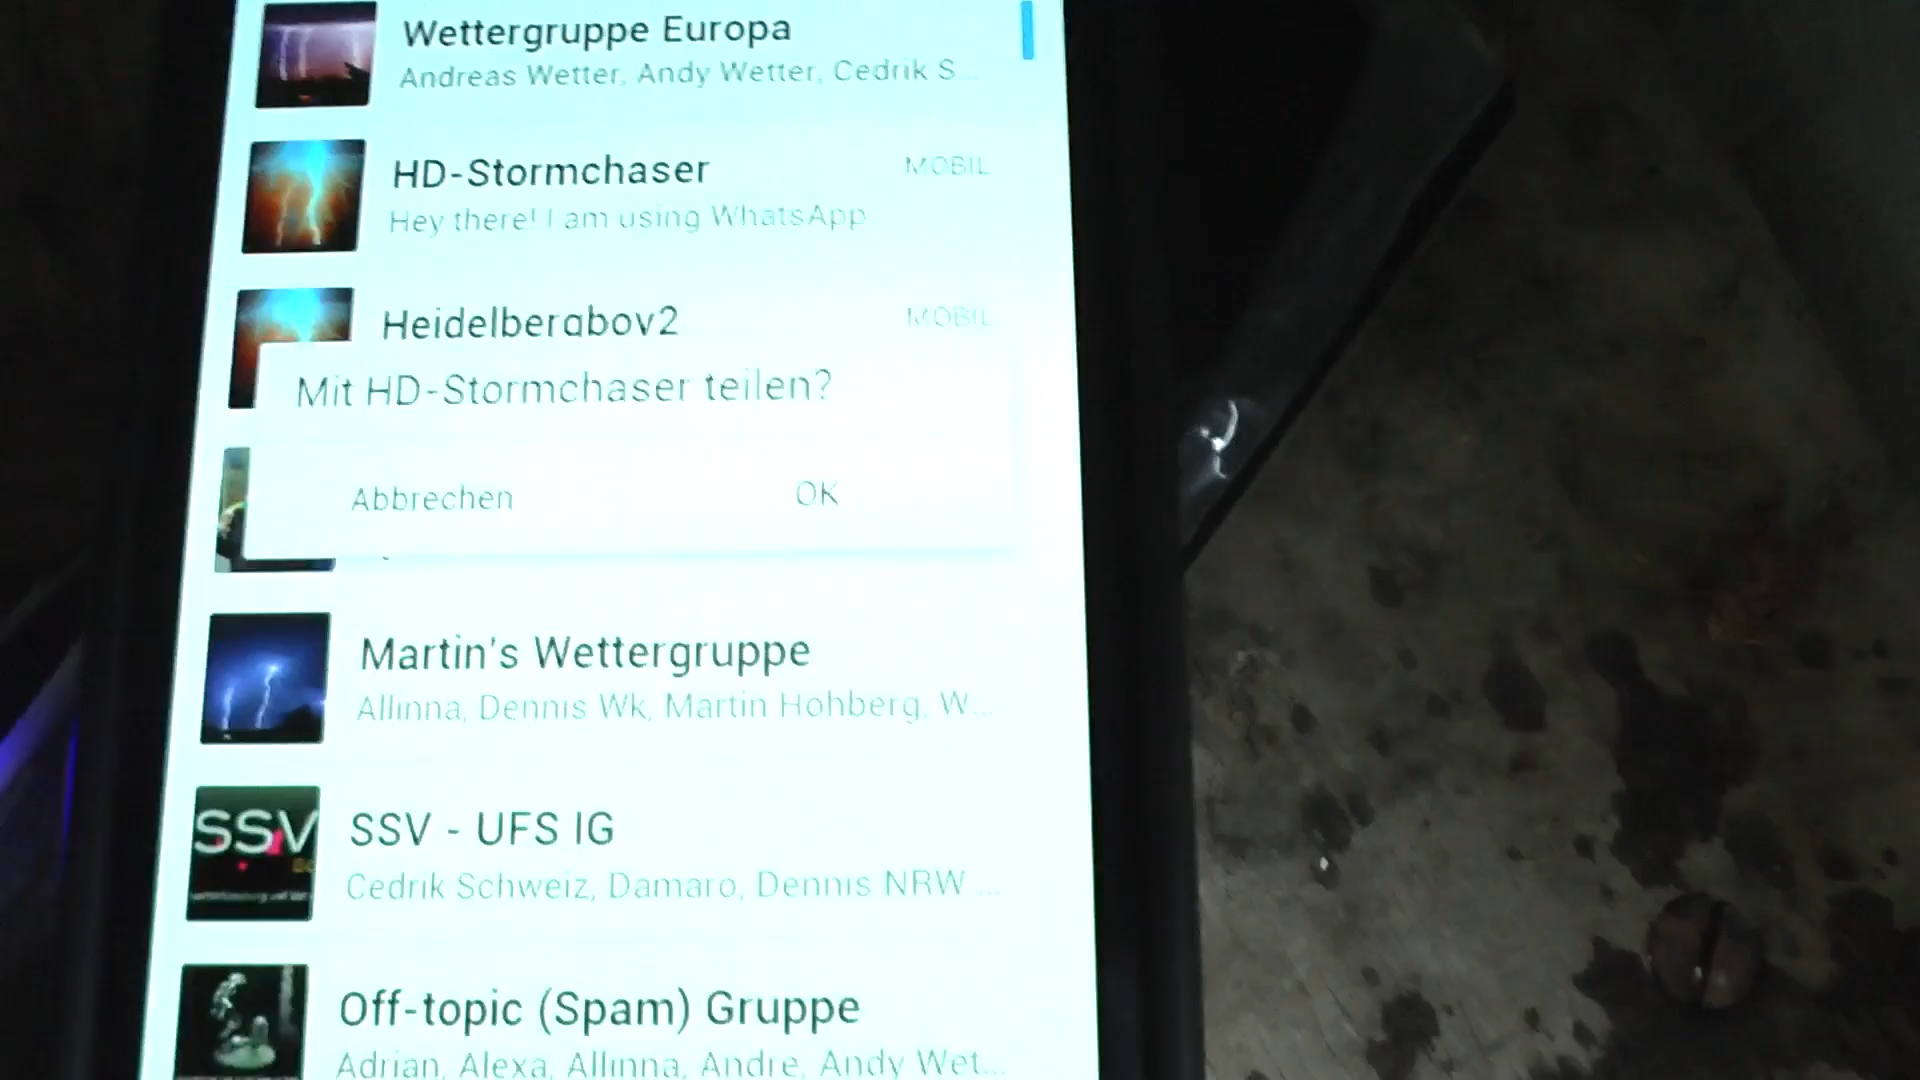 Wettergruppe Europa
Andreas Wetter, Andy Wetter, Cedrik S...
HD-Stormchaser
MOBIL
Hey there! I am using WhatsApp
Heidelbergboy2
MOBIL
Mit HD-Stormchaser teilen?
Abbrechen
OK
Martin's Wettergruppe
Allinna, Dennis Wk, Martin Hohberg, W...
SSV
SSV - UFS IG
Cedrik Schweiz, Damaro, Dennis NRW ...
Off-topic (Spam) Gruppe
Adrian, Alexa, Allinna, Andre, Andy Wet...